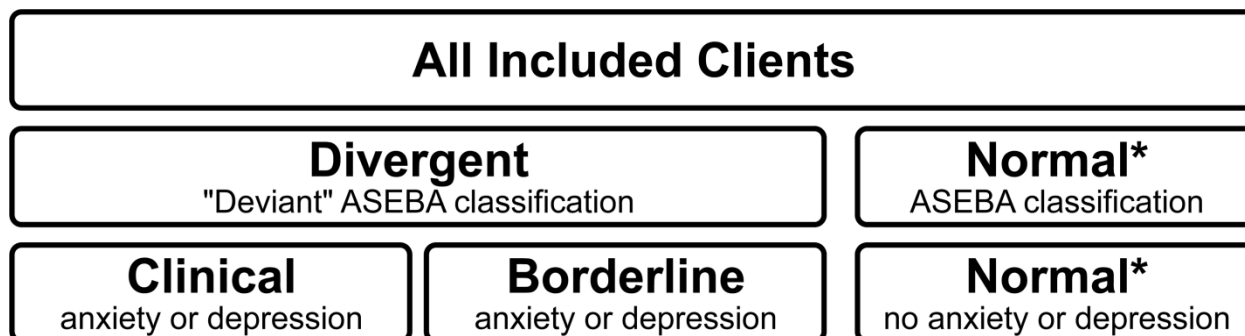 All Included Clients
Divergent
"Deviant" ASEBA classification
Normal*
ASEBA classification
Clinical
anxiety or depression
Borderline
anxiety or depression
Normal*
no anxiety or depression